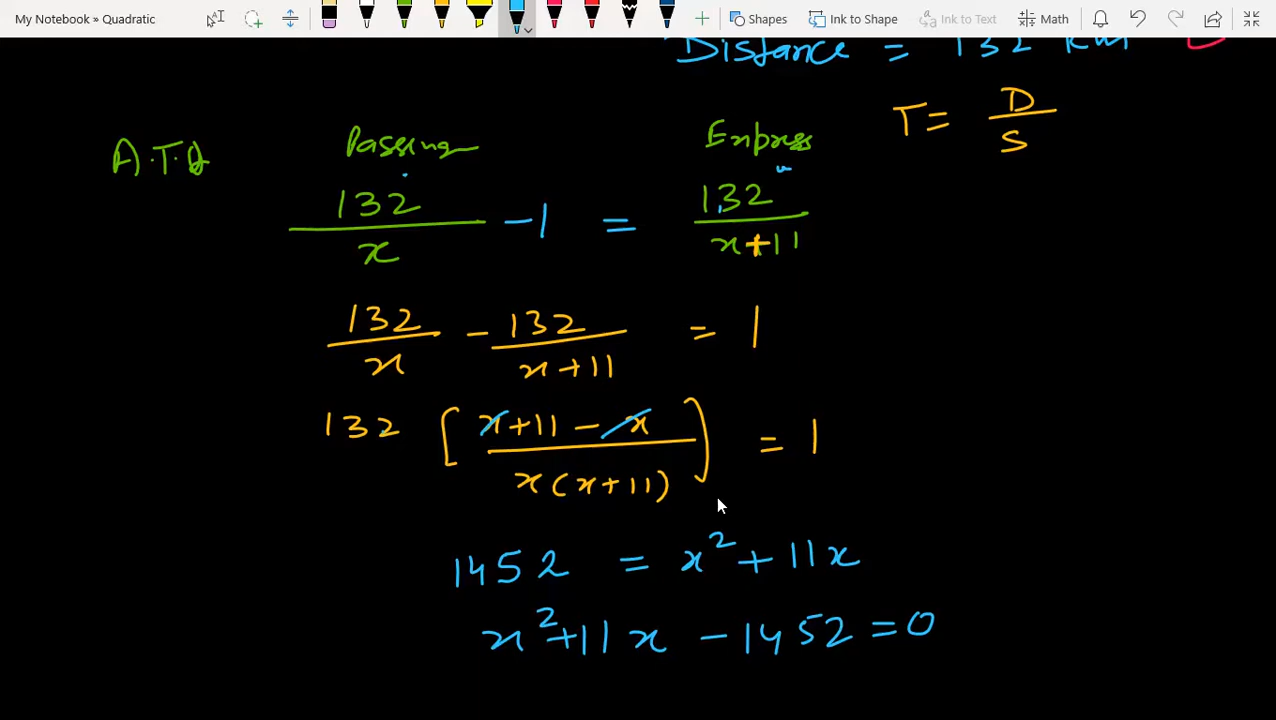 My Notebook » Quadratic
Shapes Ink to Shape Ink to Text Math
Distance = 132 km
T = D/S
A.T.Q
Passing Express
132/x - 1 = 132/(x+11)
132/x - 132/(x+11) = 1
132 [(x+11-x)/(x(x+11))] = 1
1452 = x²+11x
x²+11x - 1452 = 0